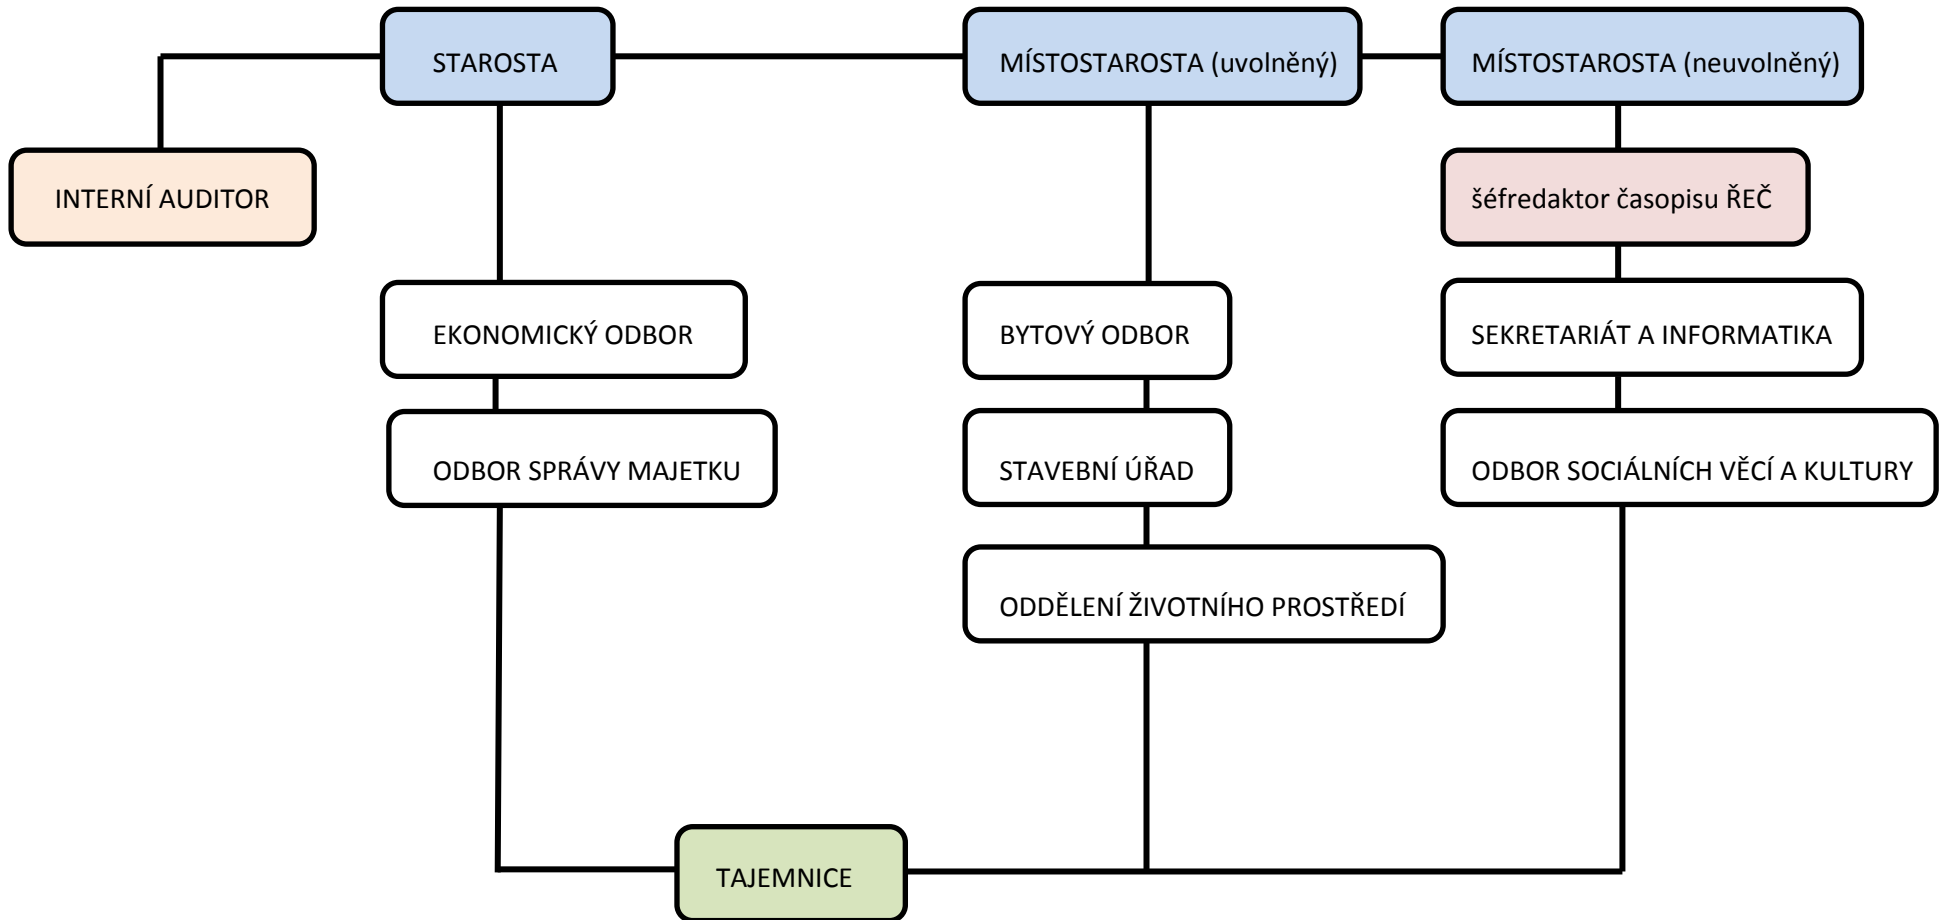 STAROSTA
MÍSTOSTAROSTA (uvolněný)
MÍSTOSTAROSTA (neuvolněný)
INTERNÍ AUDITOR
šéfredaktor časopisu ŘEČ
EKONOMICKÝ ODBOR
BYTOVÝ ODBOR
SEKRETARIÁT A INFORMATIKA
ODBOR SPRÁVY MAJETKU
STAVEBNÍ ÚŘAD
ODBOR SOCIÁLNÍCH VĚCÍ A KULTURY
ODDĚLENÍ ŽIVOTNÍHO PROSTŘEDÍ
TAJEMNICE